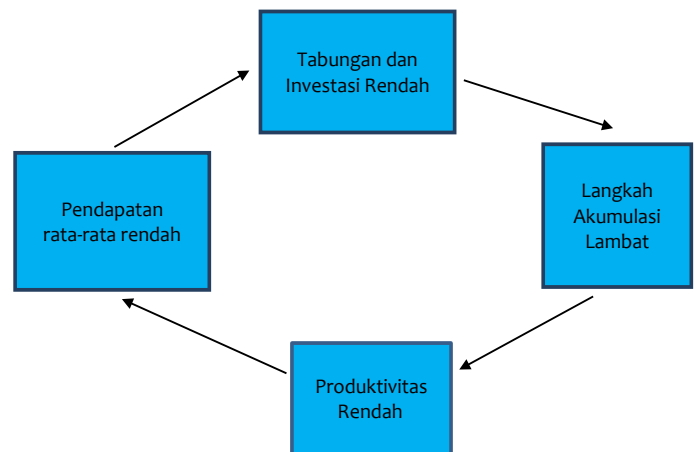 Tabungan dan
Investasi Rendah
Langkah
Akumulasi
Lambat
Produktivitas
Rendah
Pendapatan
rata-rata rendah